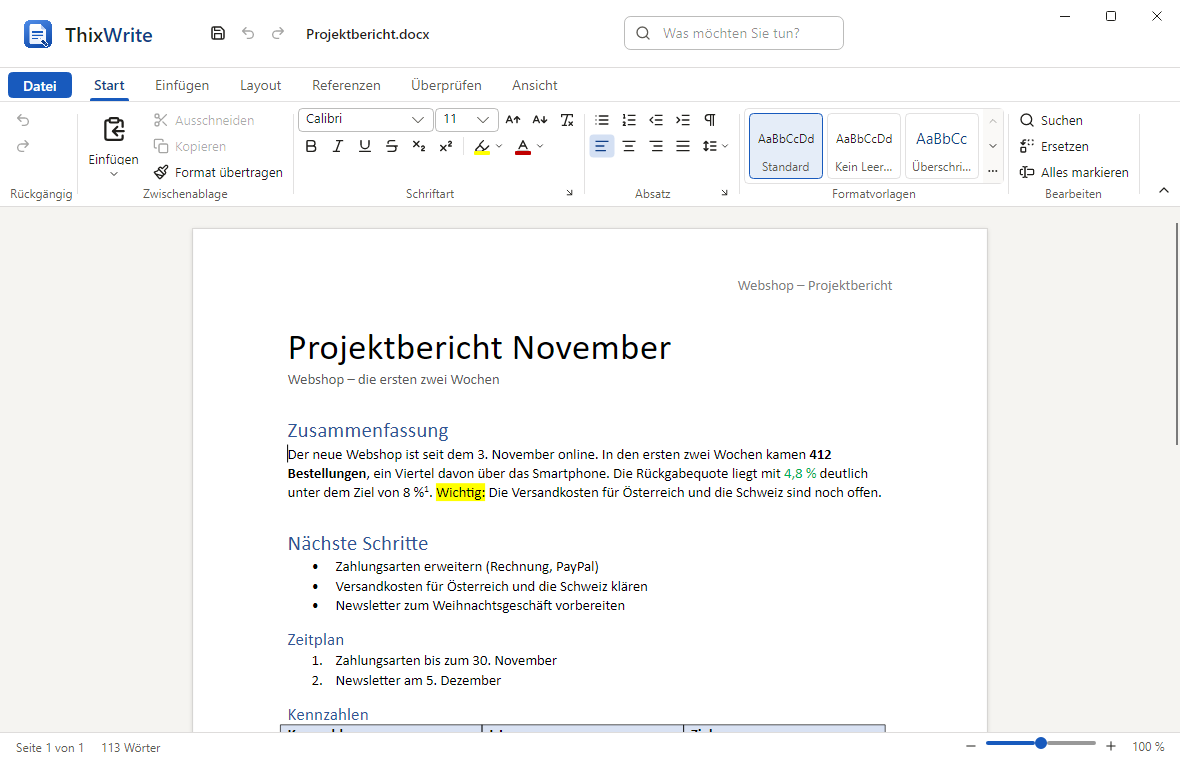 ThixWrite
Projektbericht.docx
Was möchten Sie tun?
Datei Start Einfügen Layout Referenzen Überprüfen Ansicht
Rückgängig
Einfügen
Ausschneiden
Kopieren
Format übertragen
Zwischenablage
Calibri 11
Schriftart
Absatz
AaBbCcDd AaBbCcDd AaBbCc
Standard Kein Leer... Überschri...
Formatvorlagen
Suchen
Ersetzen
Alles markieren
Bearbeiten
Webshop – Projektbericht
Projektbericht November
Webshop – die ersten zwei Wochen
Zusammenfassung
Der neue Webshop ist seit dem 3. November online. In den ersten zwei Wochen kamen 412
Bestellungen, ein Viertel davon über das Smartphone. Die Rückgabequote liegt mit 4,8 % deutlich
unter dem Ziel von 8 %¹. Wichtig: Die Versandkosten für Österreich und die Schweiz sind noch offen.
Nächste Schritte
• Zahlungsarten erweitern (Rechnung, PayPal)
• Versandkosten für Österreich und die Schweiz klären
• Newsletter zum Weihnachtsgeschäft vorbereiten
Zeitplan
1. Zahlungsarten bis zum 30. November
2. Newsletter am 5. Dezember
Kennzahlen
Seite 1 von 1 113 Wörter
100 %